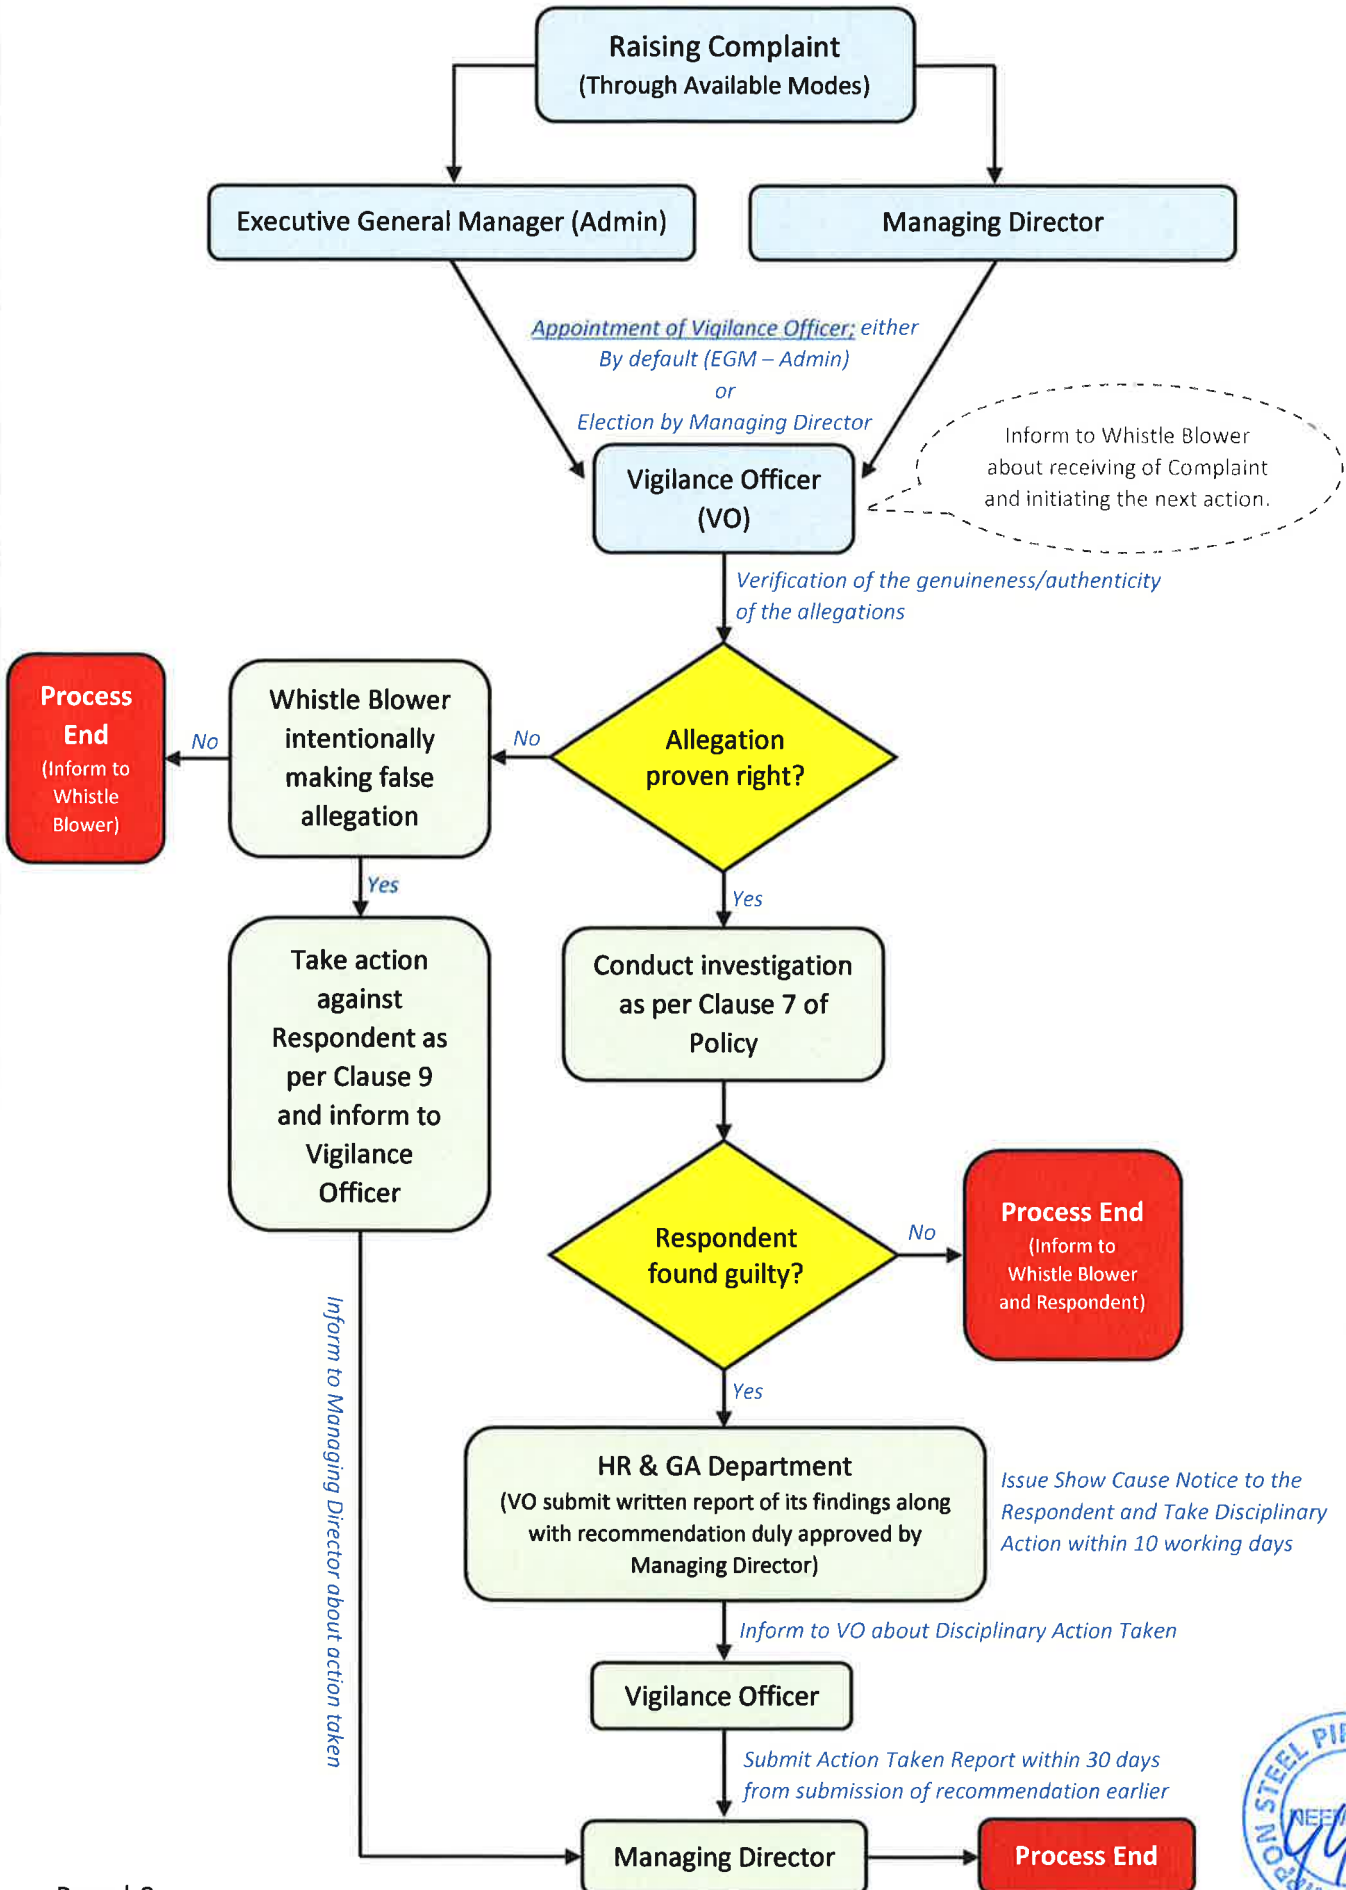 Raising Complaint
(Through Available Modes)
Executive General Manager (Admin)
Managing Director
Appointment of Vigilance Officer; either
By default (EGM – Admin)
or
Election by Managing Director
Inform to Whistle Blower
about receiving of Complaint
and initiating the next action.
Vigilance Officer
(VO)
Verification of the genuineness/authenticity
of the allegations
Process
End
(Inform to
Whistle
Blower)
No
Whistle Blower
intentionally
making false
allegation
No
Allegation
proven right?
Yes
Yes
Take action
against
Respondent as
per Clause 9
and inform to
Vigilance
Officer
Conduct investigation
as per Clause 7 of
Policy
Respondent
found guilty?
No
Process End
(Inform to
Whistle Blower
and Respondent)
Yes
Inform to Managing Director about action taken
HR & GA Department
(VO submit written report of its findings along
with recommendation duly approved by
Managing Director)
Issue Show Cause Notice to the
Respondent and Take Disciplinary
Action within 10 working days
Inform to VO about Disciplinary Action Taken
Vigilance Officer
Submit Action Taken Report within 30 days
from submission of recommendation earlier
Managing Director
Process End
STEEL